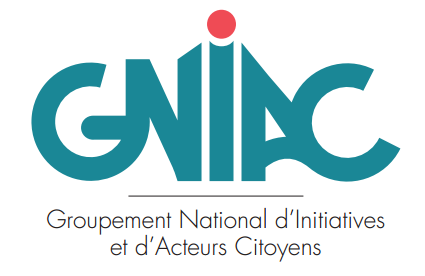 GNIAC
Groupement National d'Initiatives
et d'Acteurs Citoyens